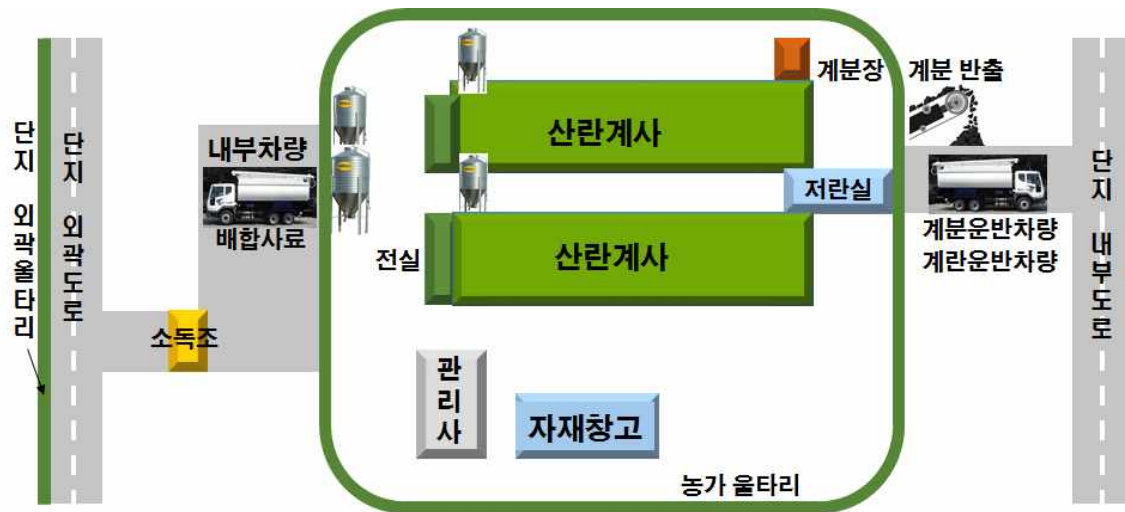 단지 외곽울타리
단지 외곽도로
내부차량
배합사료
소독조
전실
산란계사
산란계사
계분장
계분 반출
저란실
계분운반차량
계란운반차량
단지 내부도로
관리사
자재창고
농가 울타리